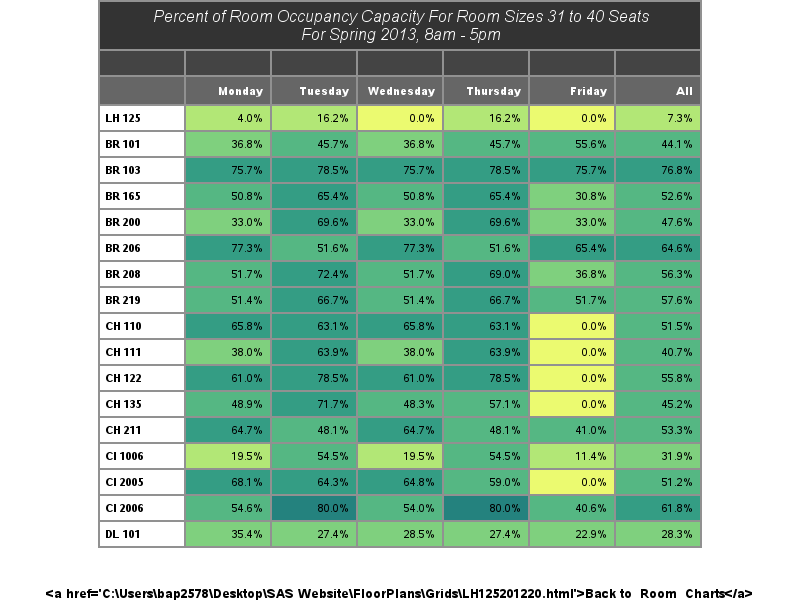 Percent of Room Occupancy Capacity For Room Sizes 31 to 40 Seats
For Spring 2013, 8am - 5pm
Monday Tuesday Wednesday Thursday Friday All
LH 125 4.0% 16.2% 0.0% 16.2% 0.0% 7.3%
BR 101 36.8% 45.7% 36.8% 45.7% 55.6% 44.1%
BR 103 75.7% 78.5% 75.7% 78.5% 75.7% 76.8%
BR 165 50.8% 65.4% 50.8% 65.4% 30.8% 52.6%
BR 200 33.0% 69.6% 33.0% 69.6% 33.0% 47.6%
BR 206 77.3% 51.6% 77.3% 51.6% 65.4% 64.6%
BR 208 51.7% 72.4% 51.7% 69.0% 36.8% 56.3%
BR 219 51.4% 66.7% 51.4% 66.7% 51.7% 57.6%
CH 110 65.8% 63.1% 65.8% 63.1% 0.0% 51.5%
CH 111 38.0% 63.9% 38.0% 63.9% 0.0% 40.7%
CH 122 61.0% 78.5% 61.0% 78.5% 0.0% 55.8%
CH 135 48.9% 71.7% 48.3% 57.1% 0.0% 45.2%
CH 211 64.7% 48.1% 64.7% 48.1% 41.0% 53.3%
CI 1006 19.5% 54.5% 19.5% 54.5% 11.4% 31.9%
CI 2005 68.1% 64.3% 64.8% 59.0% 0.0% 51.2%
CI 2006 54.6% 80.0% 54.0% 80.0% 40.6% 61.8%
DL 101 35.4% 27.4% 28.5% 27.4% 22.9% 28.3%
<a href='C:\Users\bap2578\Desktop\SAS Website\FloorPlans\Grids\LH125201220.html'>Back to Room Charts</a>